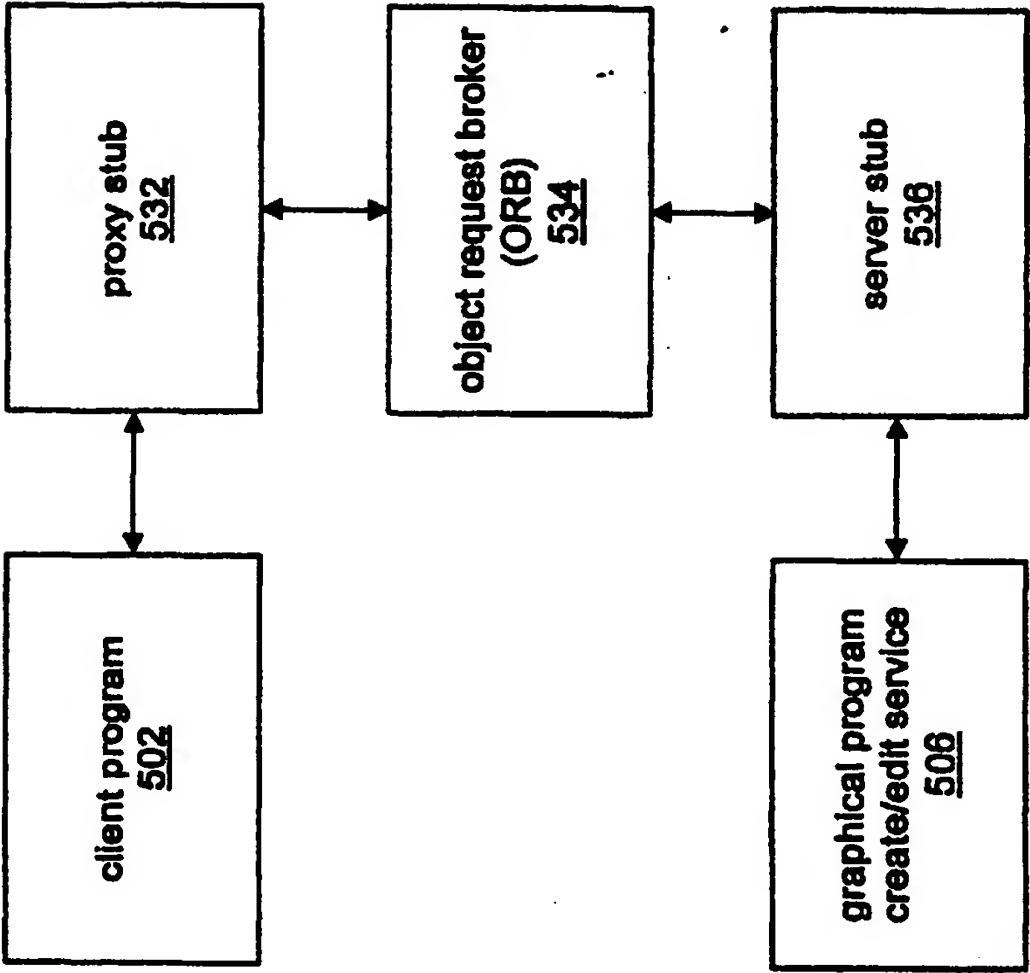 client program
502
proxy stub
532
object request broker
(ORB)
534
graphical program
create/edit service
506
server stub
536